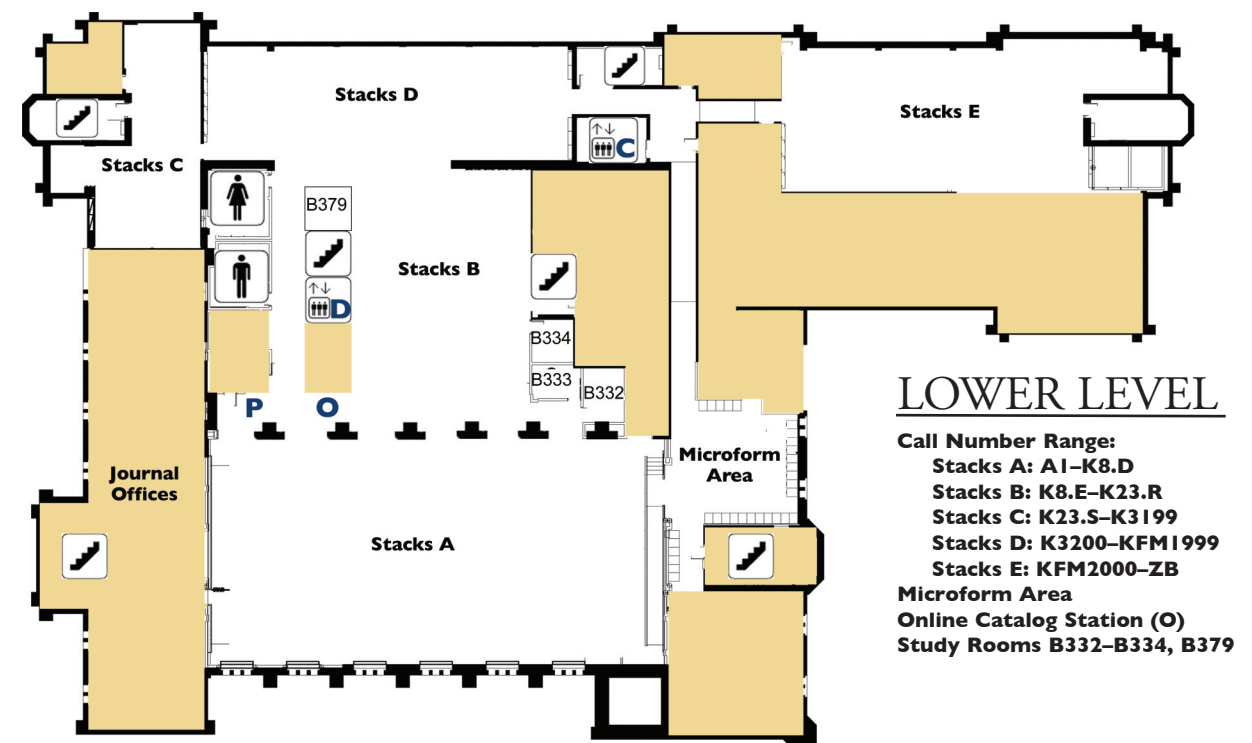 Stacks D
Stacks E
C
Stacks C
B379
Stacks B
D
B334
B333
B332
P
O
LOWER LEVEL
Call Number Range:
Stacks A: A1–K8.D
Stacks B: K8.E–K23.R
Stacks C: K23.S–K3199
Stacks D: K3200–KFM1999
Stacks E: KFM2000–ZB
Microform Area
Online Catalog Station (O)
Study Rooms B332–B334, B379
Microform
Area
Journal
Offices
Stacks A